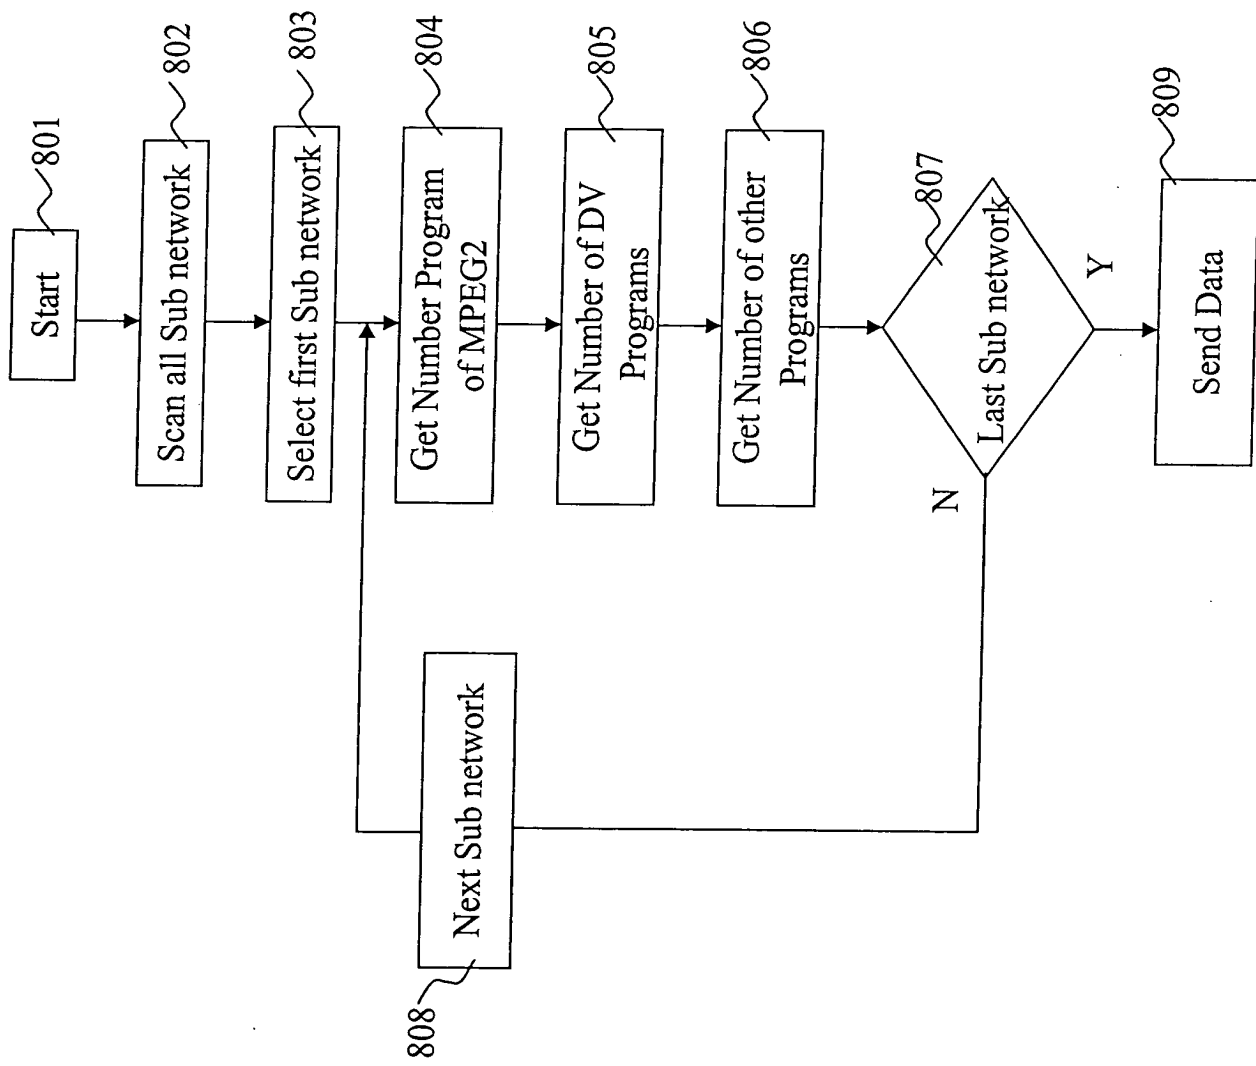 Start
801
Scan all Sub network
802
Select first Sub network
803
Get Number Program
of MPEG2
804
Get Number of DV
Programs
805
Get Number of other
Programs
806
Last Sub network
807
N
Y
Next Sub network
808
Send Data
809